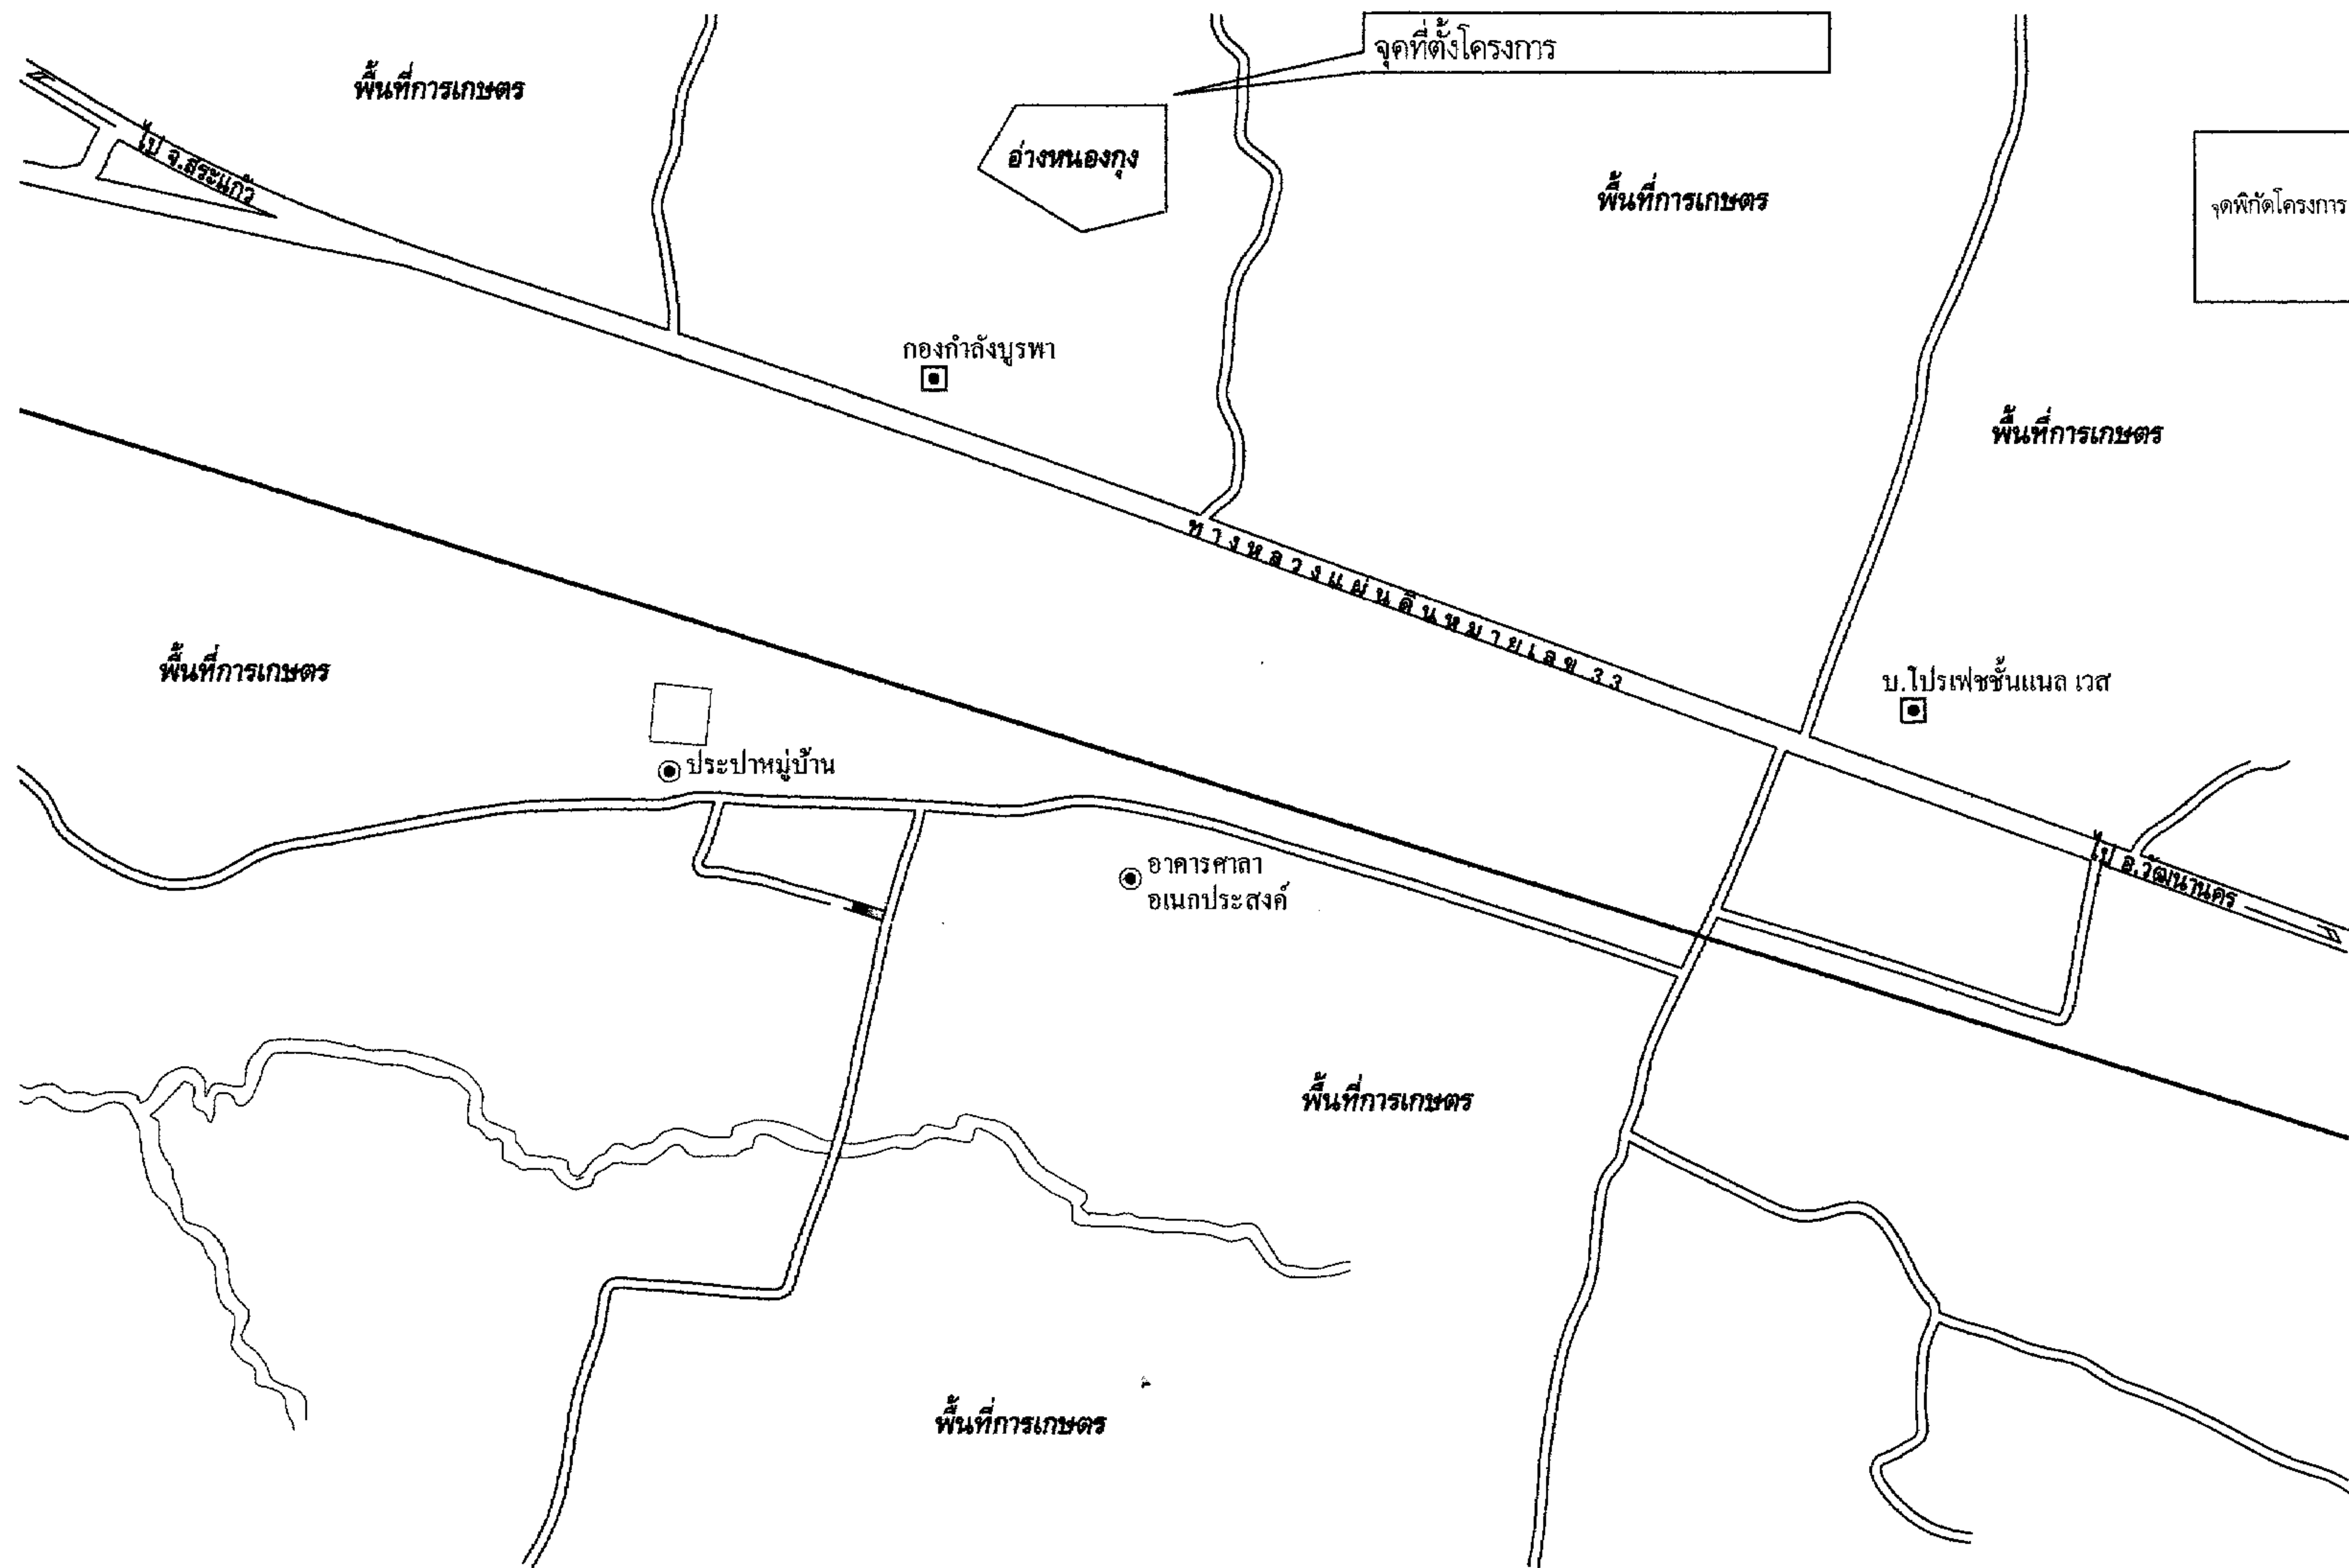 จุดที่ตั้งโครงการ
พื้นที่การเกษตร
ไป จ.สระแก้ว
อ่างหนองกุง
พื้นที่การเกษตร
จุดพิกัดโครงการ
กองกำลังบูรพา
พื้นที่การเกษตร
ทางหลวงแผ่นดินหมายเลข 33
พื้นที่การเกษตร
บ.โปรเฟชชั้นแนล เวส
ประปาหมู่บ้าน
ไป อ.วัฒนานคร
อาคารศาลา
อเนกประสงค์
พื้นที่การเกษตร
พื้นที่การเกษตร